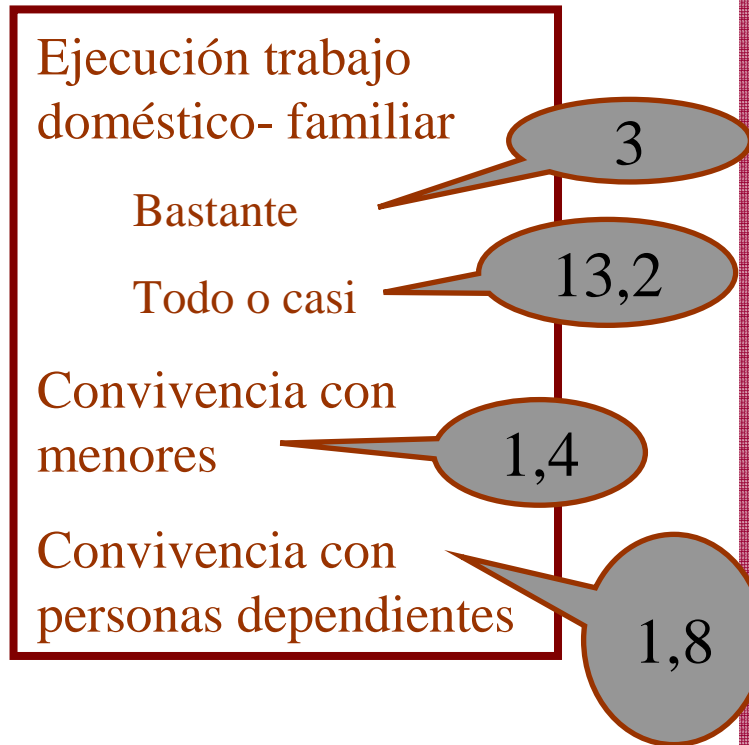 Ejecución trabajo
doméstico- familiar
3
Bastante
13,2
Todo o casi
Convivencia con
menores
1,4
Convivencia con
personas dependientes
1,8